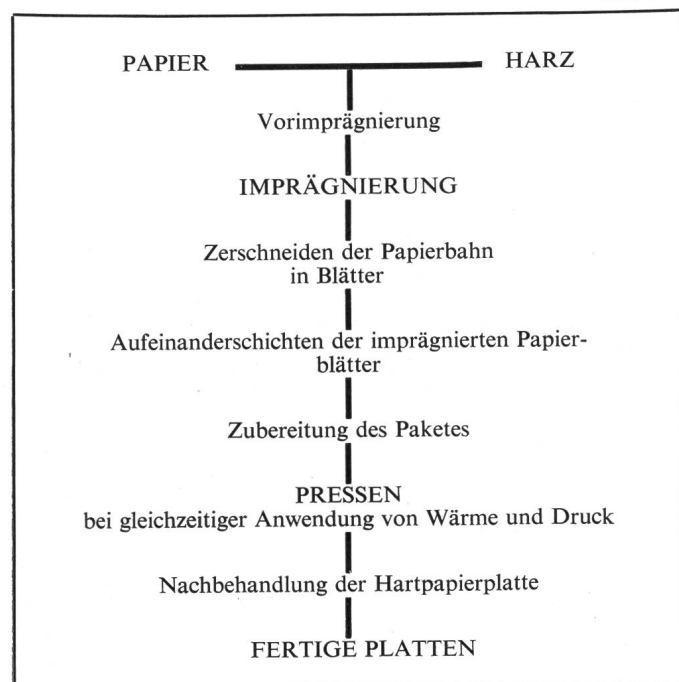 PAPIER HARZ
Vorimprägnierung
IMPRÄGNIERUNG
Zerschneiden der Papierbahn
in Blätter
Aufeinanderschichten der imprägnierten Papier-
blätter
Zubereitung des Paketes
PRESSEN
bei gleichzeitiger Anwendung von Wärme und Druck
Nachbehandlung der Hartpapierplatte
FERTIGE PLATTEN